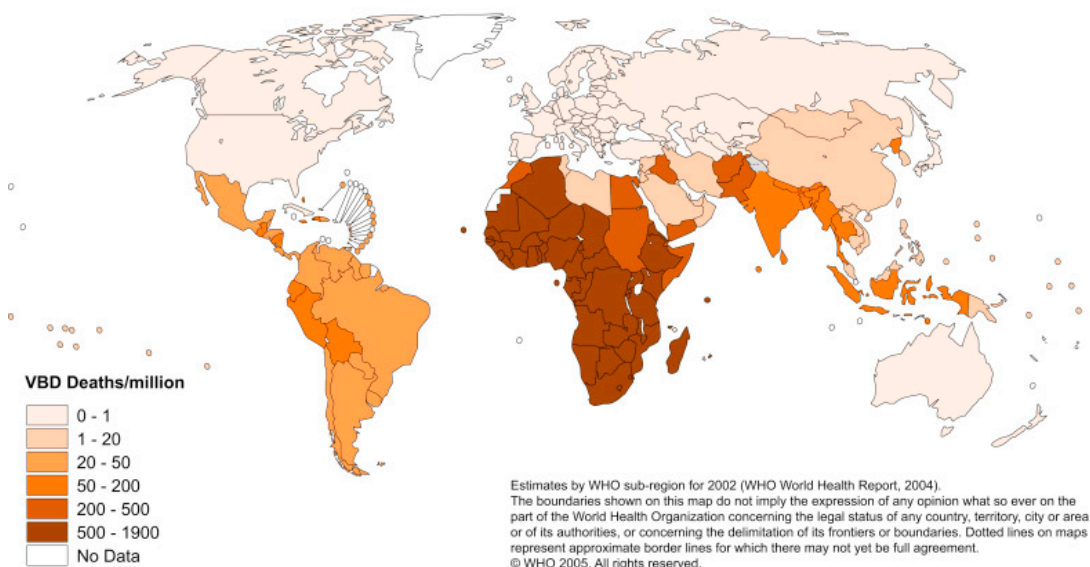 VBD Deaths/million
0 - 1
1 - 20
20 - 50
50 - 200
200 - 500
500 - 1900
No Data
Estimates by WHO sub-region for 2002 (WHO World Health Report, 2004).
The boundaries shown on this map do not imply the expression of any opinion what so ever on the
part of the World Health Organization concerning the legal status of any country, territory, city or area
or of its authorities, or concerning the delimitation of its frontiers or boundaries. Dotted lines on maps
represent approximate border lines for which there may not yet be full agreement.
© WHO 2005. All rights reserved.